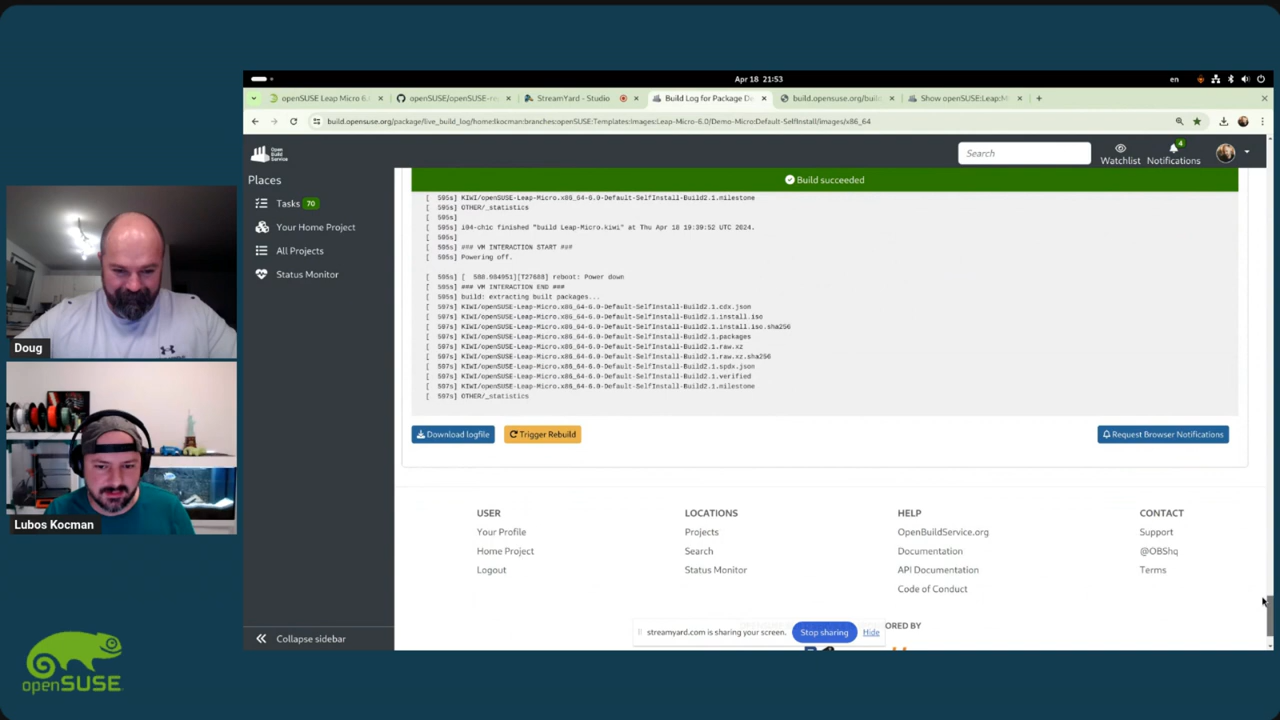 Apr 18 21:53
en
openSUSE Leap Micro 6.
openSUSE/openSUSE-re
StreamYard - Studio
Build Log for Package De
build.opensuse.org/buil
Show openSUSE:Leap:M
build.opensuse.org/package/live_build_log/home:lkocman:branches:openSUSE:Templates:Images:Leap-Micro-6.0/Demo-Micro:Default-SelfInstall/images/x86_64
Open Build Service
Search
Watchlist
4
Notifications
Places
Tasks 70
Your Home Project
All Projects
Status Monitor
Build succeeded
[ 595s] KIWI/openSUSE-Leap-Micro.x86_64-6.0-Default-SelfInstall-Build2.1.milestone
[ 595s] OTHER/_statistics
[ 595s]
[ 595s] i04-ch1c finished "build Leap-Micro.kiwi" at Thu Apr 18 19:39:52 UTC 2024.
[ 595s]
[ 595s] ### VM INTERACTION START ###
[ 595s] Powering off.
[ 595s] [ 588.984951][T27688] reboot: Power down
[ 595s] ### VM INTERACTION END ###
[ 595s] build: extracting built packages...
[ 597s] KIWI/openSUSE-Leap-Micro.x86_64-6.0-Default-SelfInstall-Build2.1.cdx.json
[ 597s] KIWI/openSUSE-Leap-Micro.x86_64-6.0-Default-SelfInstall-Build2.1.install.iso
[ 597s] KIWI/openSUSE-Leap-Micro.x86_64-6.0-Default-SelfInstall-Build2.1.install.iso.sha256
[ 597s] KIWI/openSUSE-Leap-Micro.x86_64-6.0-Default-SelfInstall-Build2.1.packages
[ 597s] KIWI/openSUSE-Leap-Micro.x86_64-6.0-Default-SelfInstall-Build2.1.raw.xz
[ 597s] KIWI/openSUSE-Leap-Micro.x86_64-6.0-Default-SelfInstall-Build2.1.raw.xz.sha256
[ 597s] KIWI/openSUSE-Leap-Micro.x86_64-6.0-Default-SelfInstall-Build2.1.spdx.json
[ 597s] KIWI/openSUSE-Leap-Micro.x86_64-6.0-Default-SelfInstall-Build2.1.verified
[ 597s] KIWI/openSUSE-Leap-Micro.x86_64-6.0-Default-SelfInstall-Build2.1.milestone
[ 597s] OTHER/_statistics
Download logfile
Trigger Rebuild
Request Browser Notifications
USER
Your Profile
Home Project
Logout
LOCATIONS
Projects
Search
Status Monitor
HELP
OpenBuildService.org
Documentation
API Documentation
Code of Conduct
CONTACT
Support
@OBShq
Terms
ORED BY
streamyard.com is sharing your screen.
Stop sharing
Hide
Collapse sidebar
Doug
Lubos Kocman
openSUSE